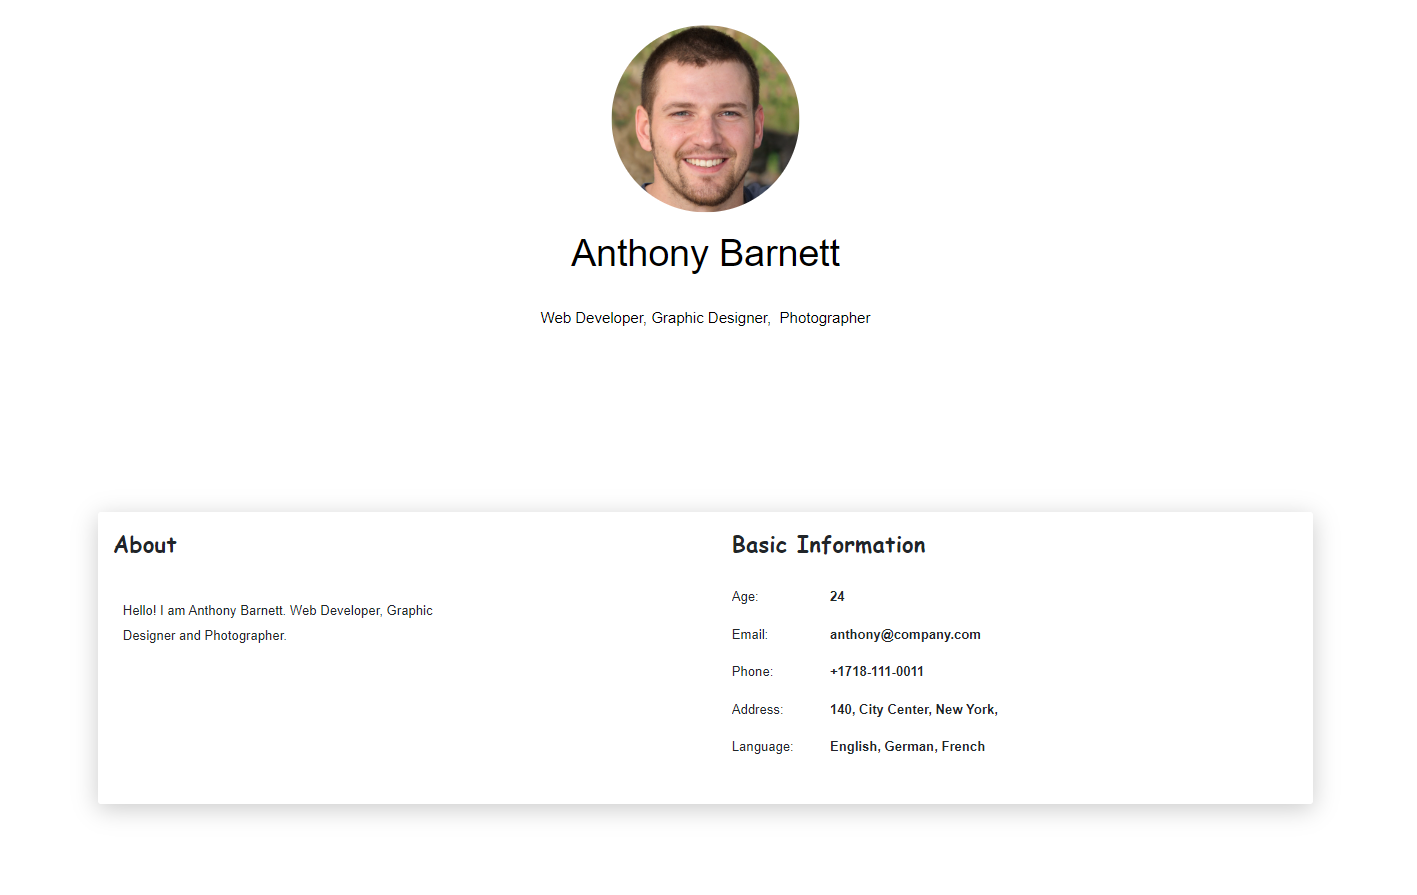 Anthony Barnett
Web Developer, Graphic Designer,  Photographer
About
Hello! I am Anthony Barnett. Web Developer, Graphic
Designer and Photographer.
Basic Information
Age: 24
Email: anthony@company.com
Phone: +1718-111-0011
Address: 140, City Center, New York,
Language: English, German, French